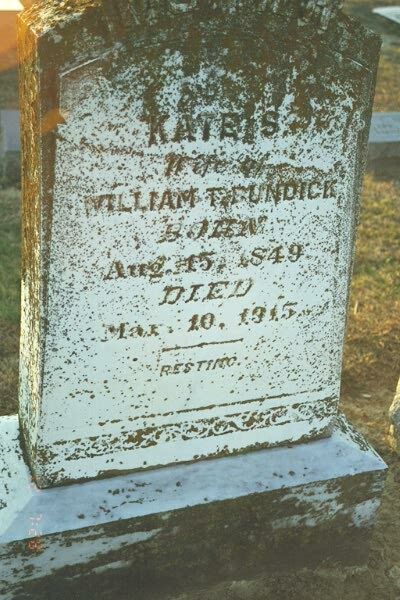 KATE S.
Wife of
WILLIAM T. FUNDICK
BORN
Aug. 15, 1849
DIED
Mar. 10, 1915.
RESTING.